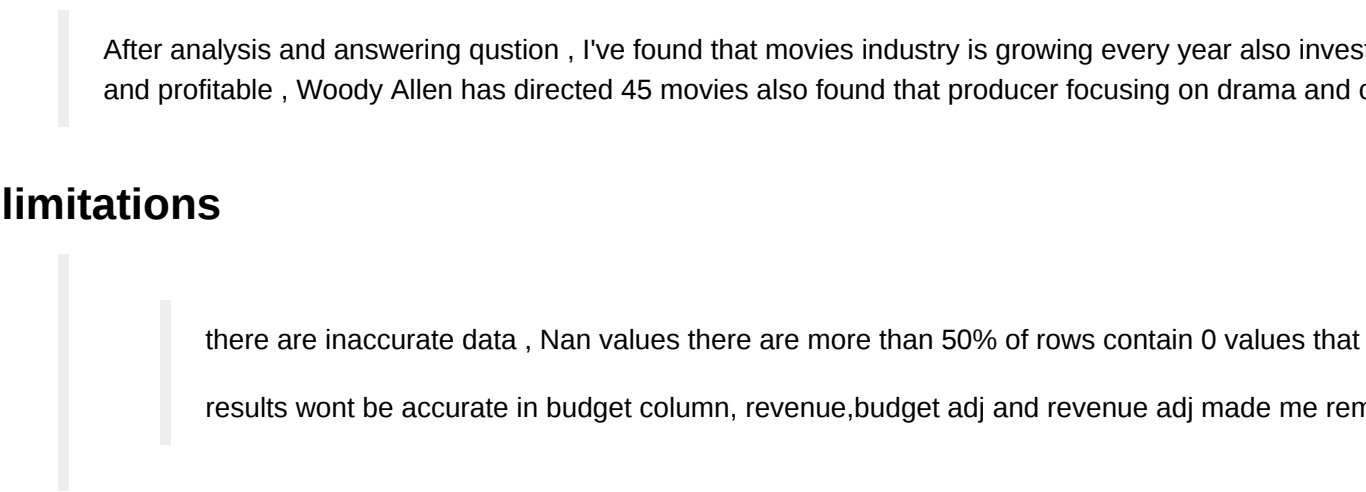 After analysis and answering qustion , I've found that movies industry is growing every year also
and profitable , Woody Allen has directed 45 movies also found that producer focusing on drama and
limitations
there are inaccurate data , Nan values there are more than 50% of rows contain 0 values that
results wont be accurate in budget column, revenue,budget adj and revenue adj made me